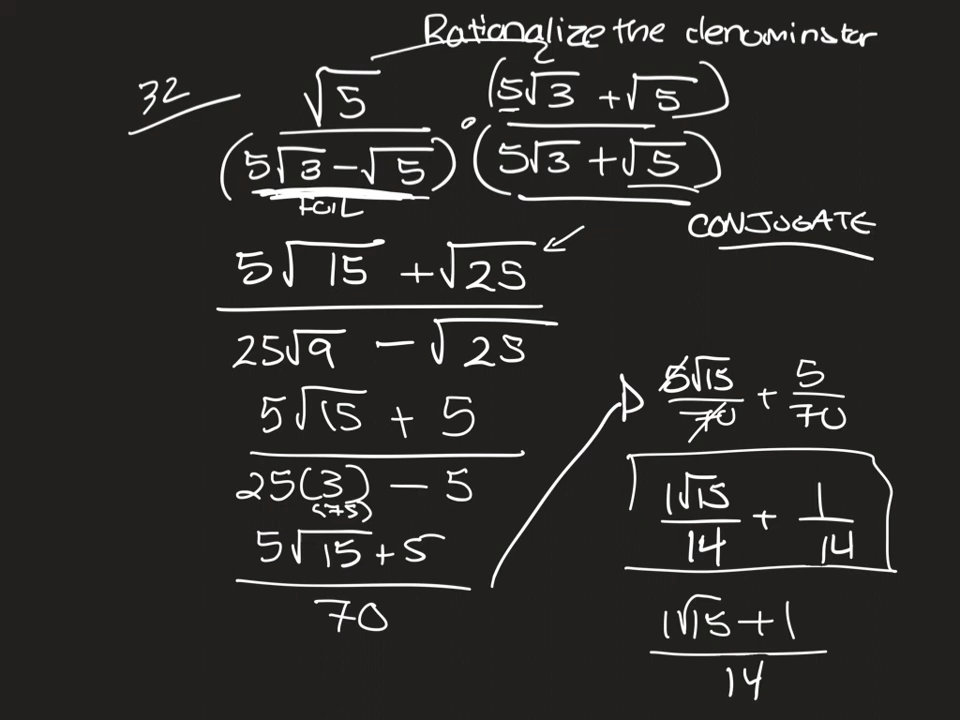 Rationalize the denominator
32
√5 / (5√3 − √5) · (5√3 + √5) / (5√3 + √5)
FOIL
CONJUGATE
5√15 + √25
25√9 − √25
5√15 + 5
25(3) − 5
(75)
5√15 + 5
70
5√15/70 + 5/70
1√15/14 + 1/14
1√15 + 1
14